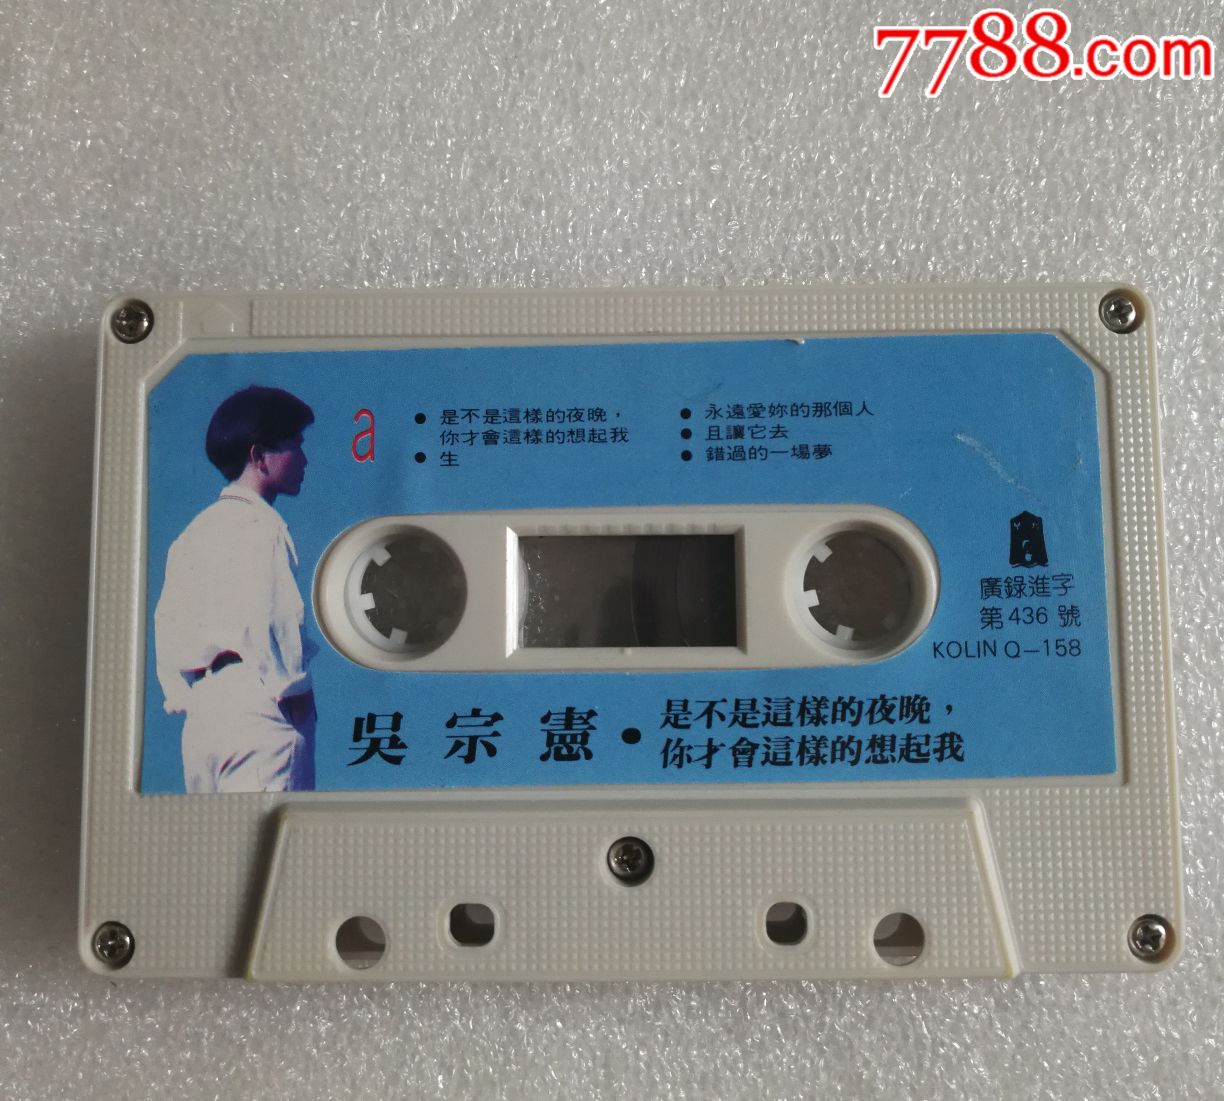 7788.com
a
● 是不是這樣的夜晚，
你才會這樣的想起我
● 生
● 永遠愛妳的那個人
● 且讓它去
● 錯過的一場夢
廣錄進字
第436號
KOLIN Q-158
吳宗憲 ●
是不是這樣的夜晚，
你才會這樣的想起我